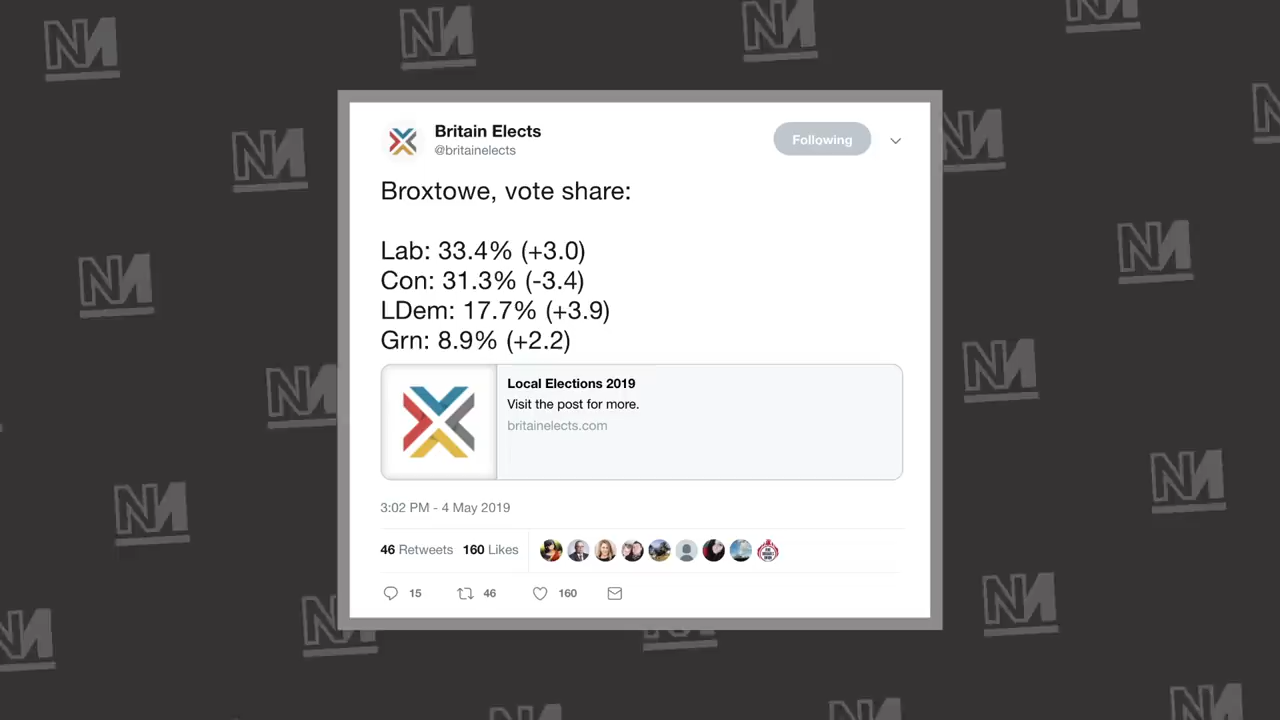 Britain Elects
@britainelects
Following
Broxtowe, vote share:
Lab: 33.4% (+3.0)
Con: 31.3% (-3.4)
LDem: 17.7% (+3.9)
Grn: 8.9% (+2.2)
Local Elections 2019
Visit the post for more.
britainelects.com
3:02 PM - 4 May 2019
46 Retweets 160 Likes
15 46 160